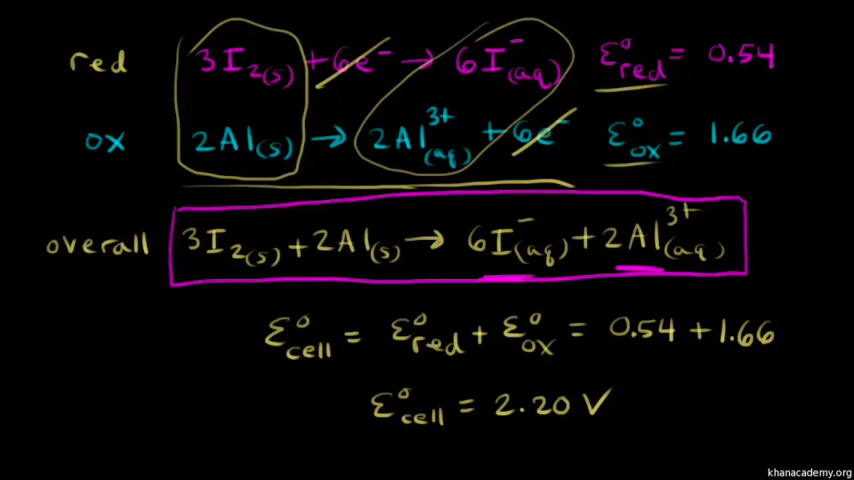 red 3I₂(s) + 6e⁻ → 6I⁻(aq) Ɛ°red = 0.54
ox 2Al(s) → 2Al³⁺(aq) + 6e⁻ Ɛ°ox = 1.66
overall 3I₂(s) + 2Al(s) → 6I⁻(aq) + 2Al³⁺(aq)
Ɛ°cell = Ɛ°red + Ɛ°ox = 0.54 + 1.66
Ɛ°cell = 2.20 V
khanacademy.org